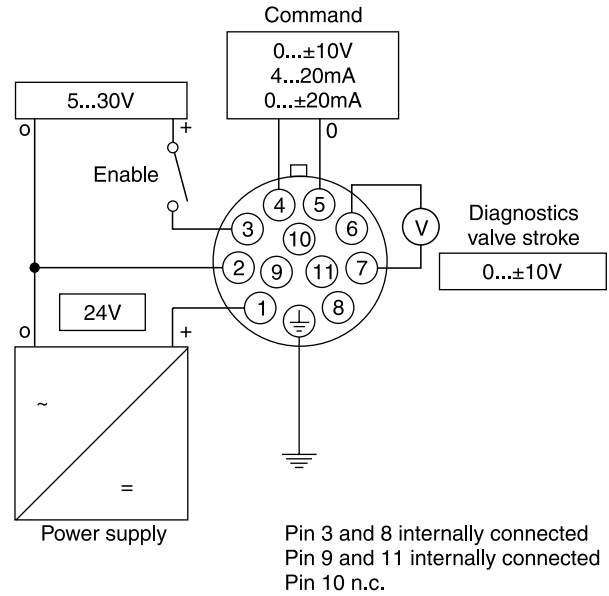 Command
0...±10V
4...20mA
0...±20mA
5...30V
o
+
0
Enable
4
5
3
6
10
V
Diagnostics
valve stroke
2
9
11
7
0...±10V
24V
1
8
o
+
~
=
Power supply
Pin 3 and 8 internally connected
Pin 9 and 11 internally connected
Pin 10 n.c.